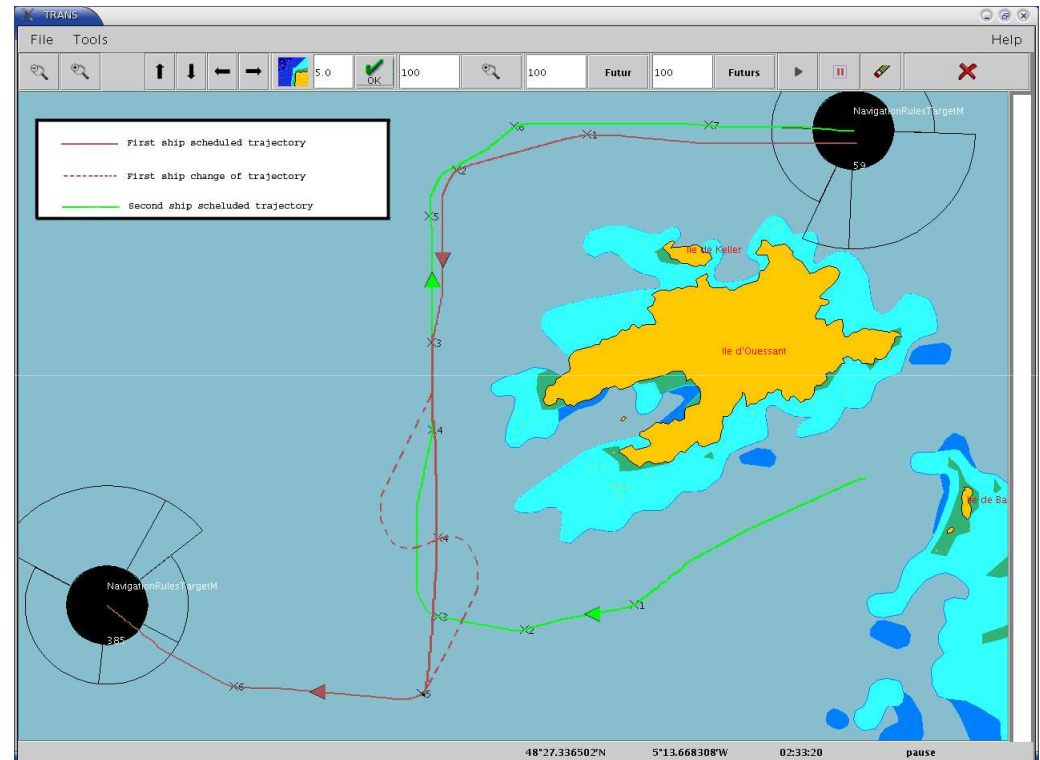 TRANS
File Tools Help
5.0 OK 100 100 Futur 100 Futurs
First ship scheduled trajectory
First ship change of trajectory
Second ship scheluded trajectory
6 1 7
NavigationRulesTargetM
59
2
5
Ile de Keller
3
Ile d'Ouessant
4
Ile de Ba
4
NavigationRulesTargetM
385
3 2 1
6 5
48°27.336502'N 5°13.668308'W 02:33:20 pause